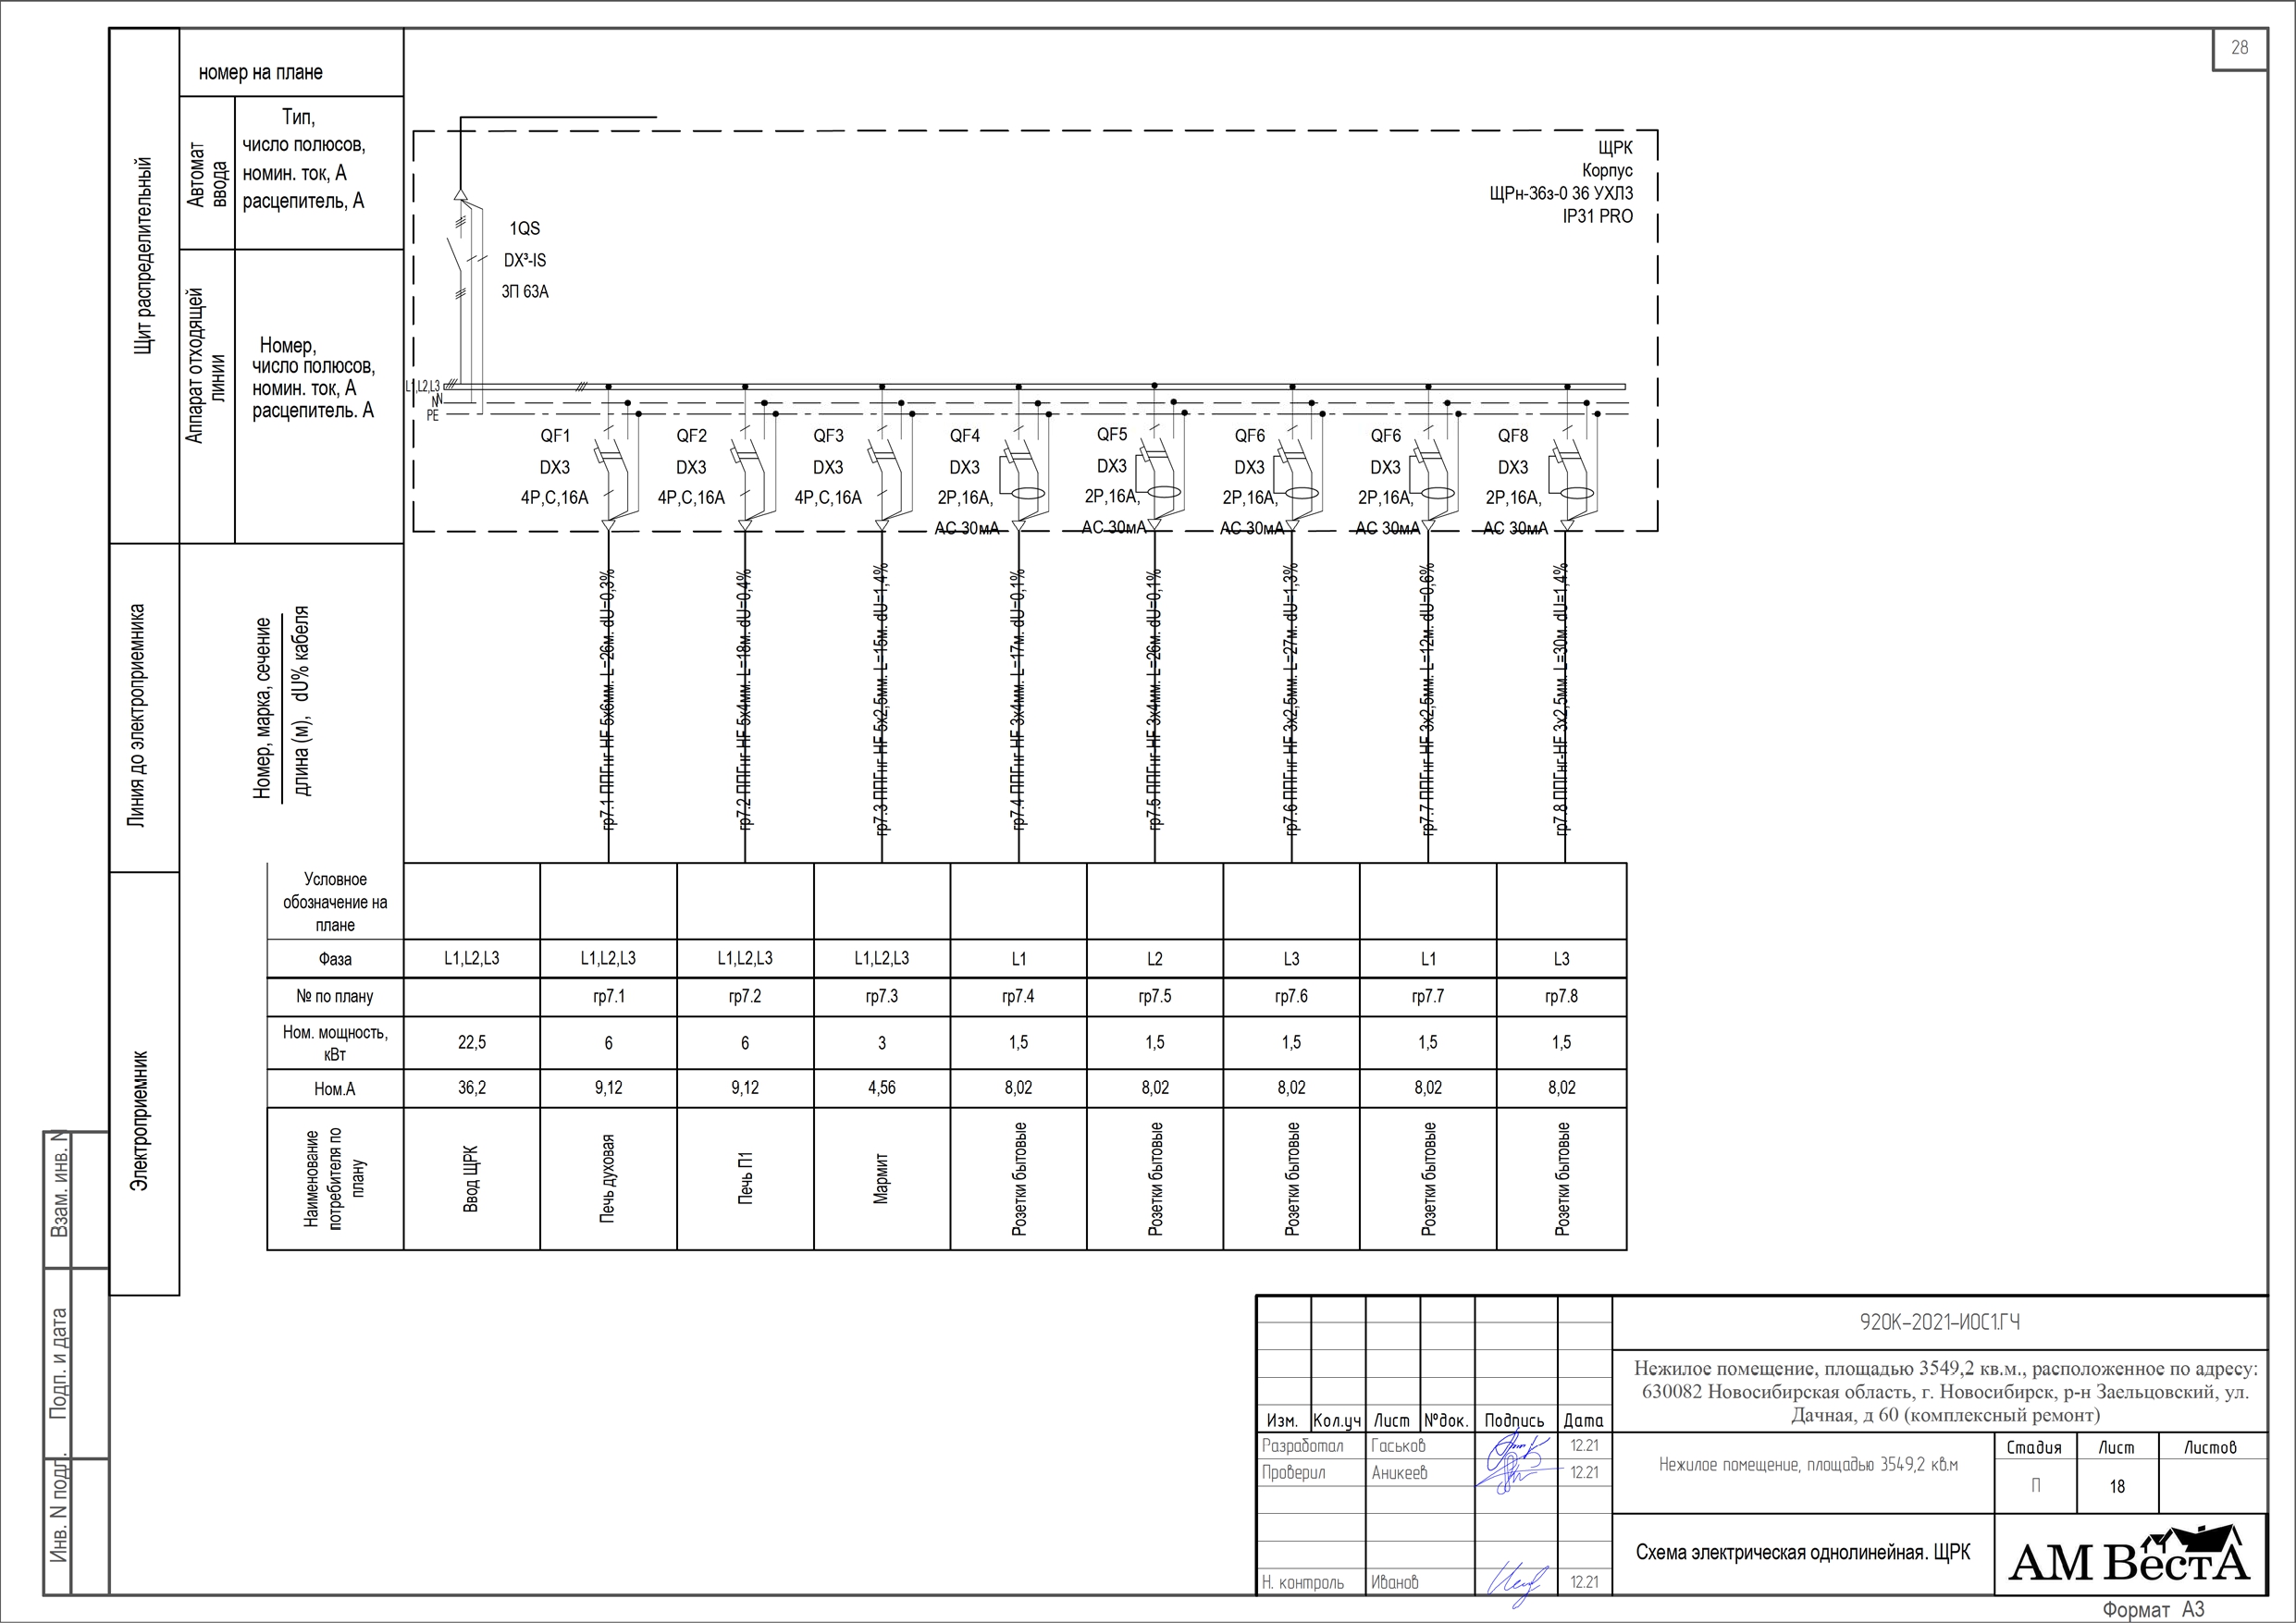 28
номер на плане
Щит распределительный
Автомат
ввода
Тип,
число полюсов,
номин. ток, А
расцепитель, А
Аппарат отходящей
линии
Номер,
число полюсов,
номин. ток, А
расцепитель. А
ЩРК
Корпус
ЩРн-36з-0 36 УХЛ3
IP31 PRO
1QS
DX³-IS
3П 63А
L1,L2,L3
N
N
PE
QF1
DX3
4P,C,16A
QF2
DX3
4P,C,16A
QF3
DX3
4P,C,16A
QF4
DX3
2P,16A,
АС 30мА
QF5
DX3
2P,16A,
АС 30мА
QF6
DX3
2P,16A,
АС 30мА
QF6
DX3
2P,16A,
АС 30мА
QF8
DX3
2P,16A,
АС 30мА
Линия до электроприемника
Номер, марка, сечение
длина (м), dU% кабеля
гр7.1 ППГнг-HF 5х6мм. L=26м. dU=0,3%
гр7.2 ППГнг-HF 5х4мм. L=18м. dU=0,4%
гр7.3 ППГнг-HF 5х2,5мм. L=15м. dU=1,4%
гр7.4 ППГнг-HF 3х4мм. L=17м. dU=0,1%
гр7.5 ППГнг-HF 3х4мм. L=26м. dU=0,1%
гр7.6 ППГнг-HF 3х2,5мм. L=27м. dU=1,3%
гр7.7 ППГнг-HF 3х2,5мм. L=12м. dU=0,6%
гр7.8 ППГнг-HF 3х2,5мм. L=30м. dU=1,4%
Электроприемник
Условное
обозначение на
плане
Фаза L1,L2,L3 L1,L2,L3 L1,L2,L3 L1,L2,L3 L1 L2 L3 L1 L3
№ по плану гр7.1 гр7.2 гр7.3 гр7.4 гр7.5 гр7.6 гр7.7 гр7.8
Ном. мощность,
кВт 22,5 6 6 3 1,5 1,5 1,5 1,5 1,5
Ном.А 36,2 9,12 9,12 4,56 8,02 8,02 8,02 8,02 8,02
Наименование
потребителя по
плану
Ввод ЩРК
Печь духовая
Печь П1
Мармит
Розетки бытовые
Розетки бытовые
Розетки бытовые
Розетки бытовые
Розетки бытовые
Взам. инв. N
Подп. и дата
Инв. N подл.
920К-2021-ИОС1.ГЧ
Нежилое помещение, площадью 3549,2 кв.м., расположенное по адресу:
630082 Новосибирская область, г. Новосибирск, р-н Заельцовский, ул.
Дачная, д 60 (комплексный ремонт)
Изм. Кол.уч Лист №док. Подпись Дата
Разработал Гаськов 12.21
Проверил Аникеев 12.21
Н. контроль Иванов 12.21
Нежилое помещение, площадью 3549,2 кв.м
Стадия Лист Листов
П 18
Схема электрическая однолинейная. ЩРК
АМ ВестА
Формат А3